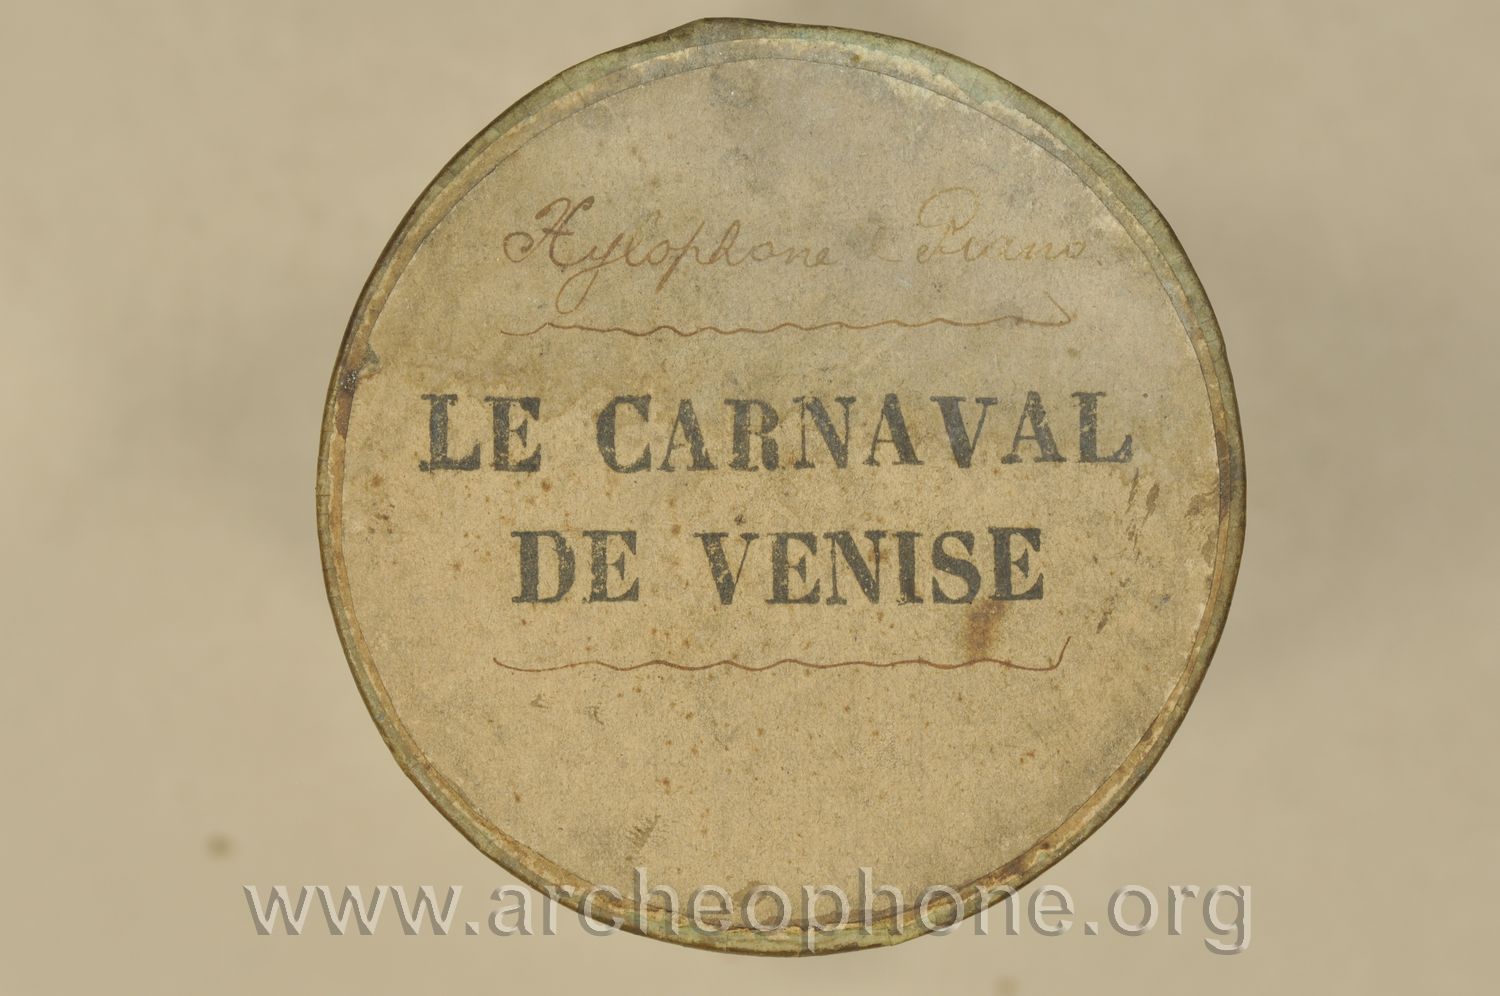 Xylophone & Piano
LE CARNAVAL
DE VENISE
www.archeophone.org